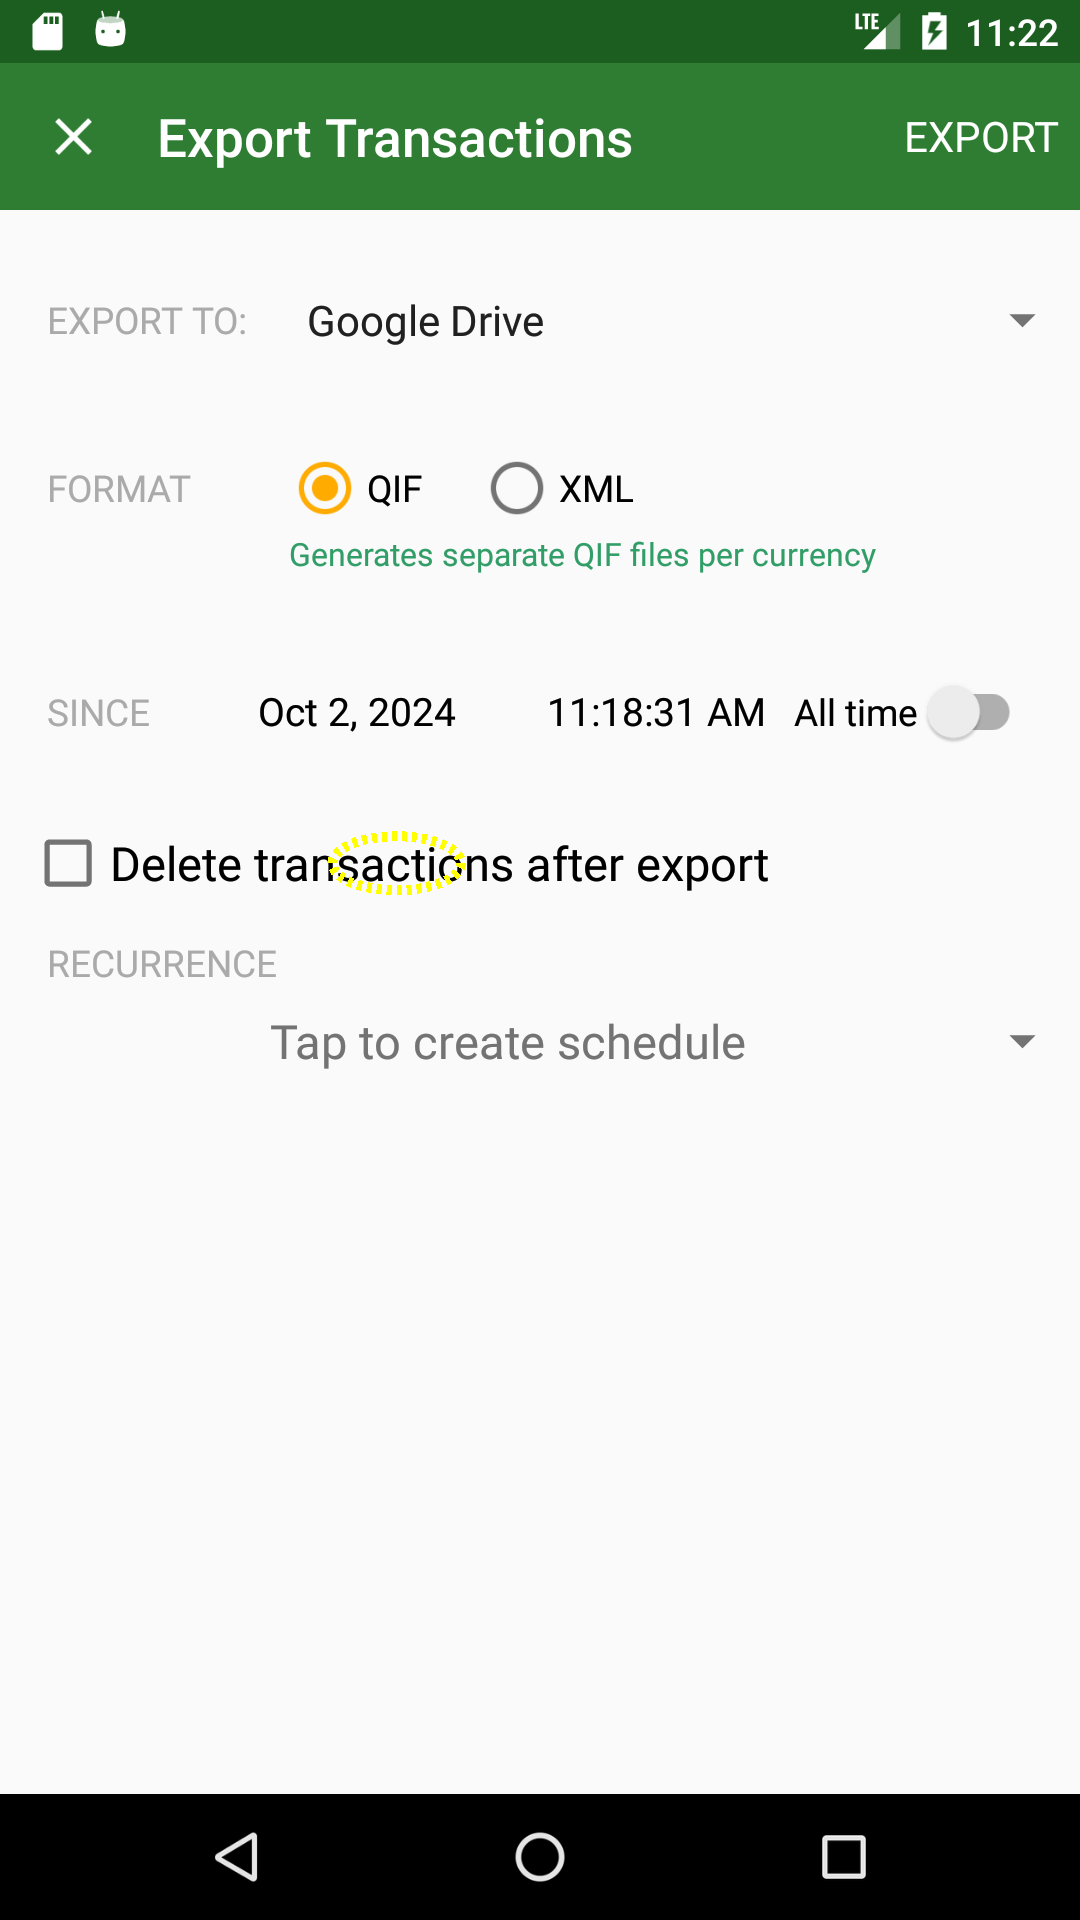 LTE 11:22
Export Transactions EXPORT
EXPORT TO: Google Drive
FORMAT QIF XML
Generates separate QIF files per currency
SINCE Oct 2, 2024 11:18:31 AM All time
Delete transactions after export
RECURRENCE
Tap to create schedule